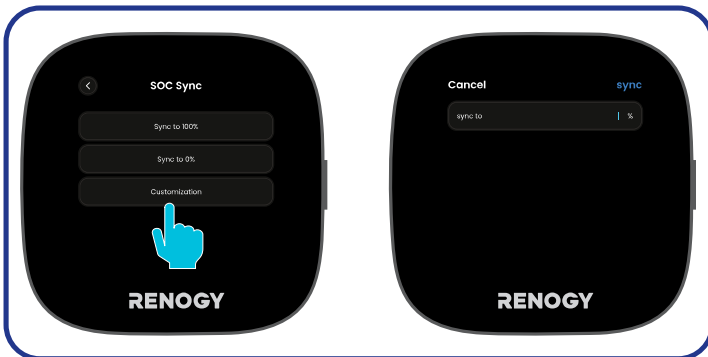 SOC Sync
Sync to 100%
Sync to 0%
Customization
RENOGY
Cancel sync
sync to %
RENOGY